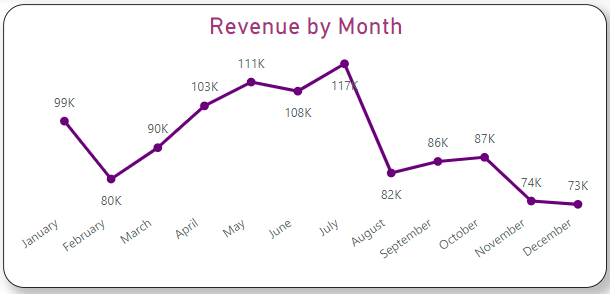 Revenue by Month
99K
80K
90K
103K
111K
108K
117K
82K
86K
87K
74K
73K
January
February
March
April
May
June
July
August
September
October
November
December